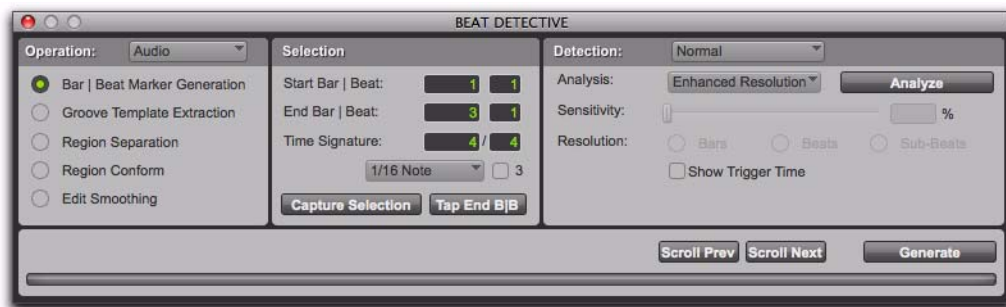 BEAT DETECTIVE
Operation: Audio
Bar | Beat Marker Generation
Groove Template Extraction
Region Separation
Region Conform
Edit Smoothing
Selection
Start Bar | Beat: 1 1
End Bar | Beat: 3 1
Time Signature: 4 / 4
1/16 Note 3
Capture Selection Tap End B|B
Detection: Normal
Analysis: Enhanced Resolution Analyze
Sensitivity: %
Resolution: Bars Beats Sub-Beats
Show Trigger Time
Scroll Prev Scroll Next Generate